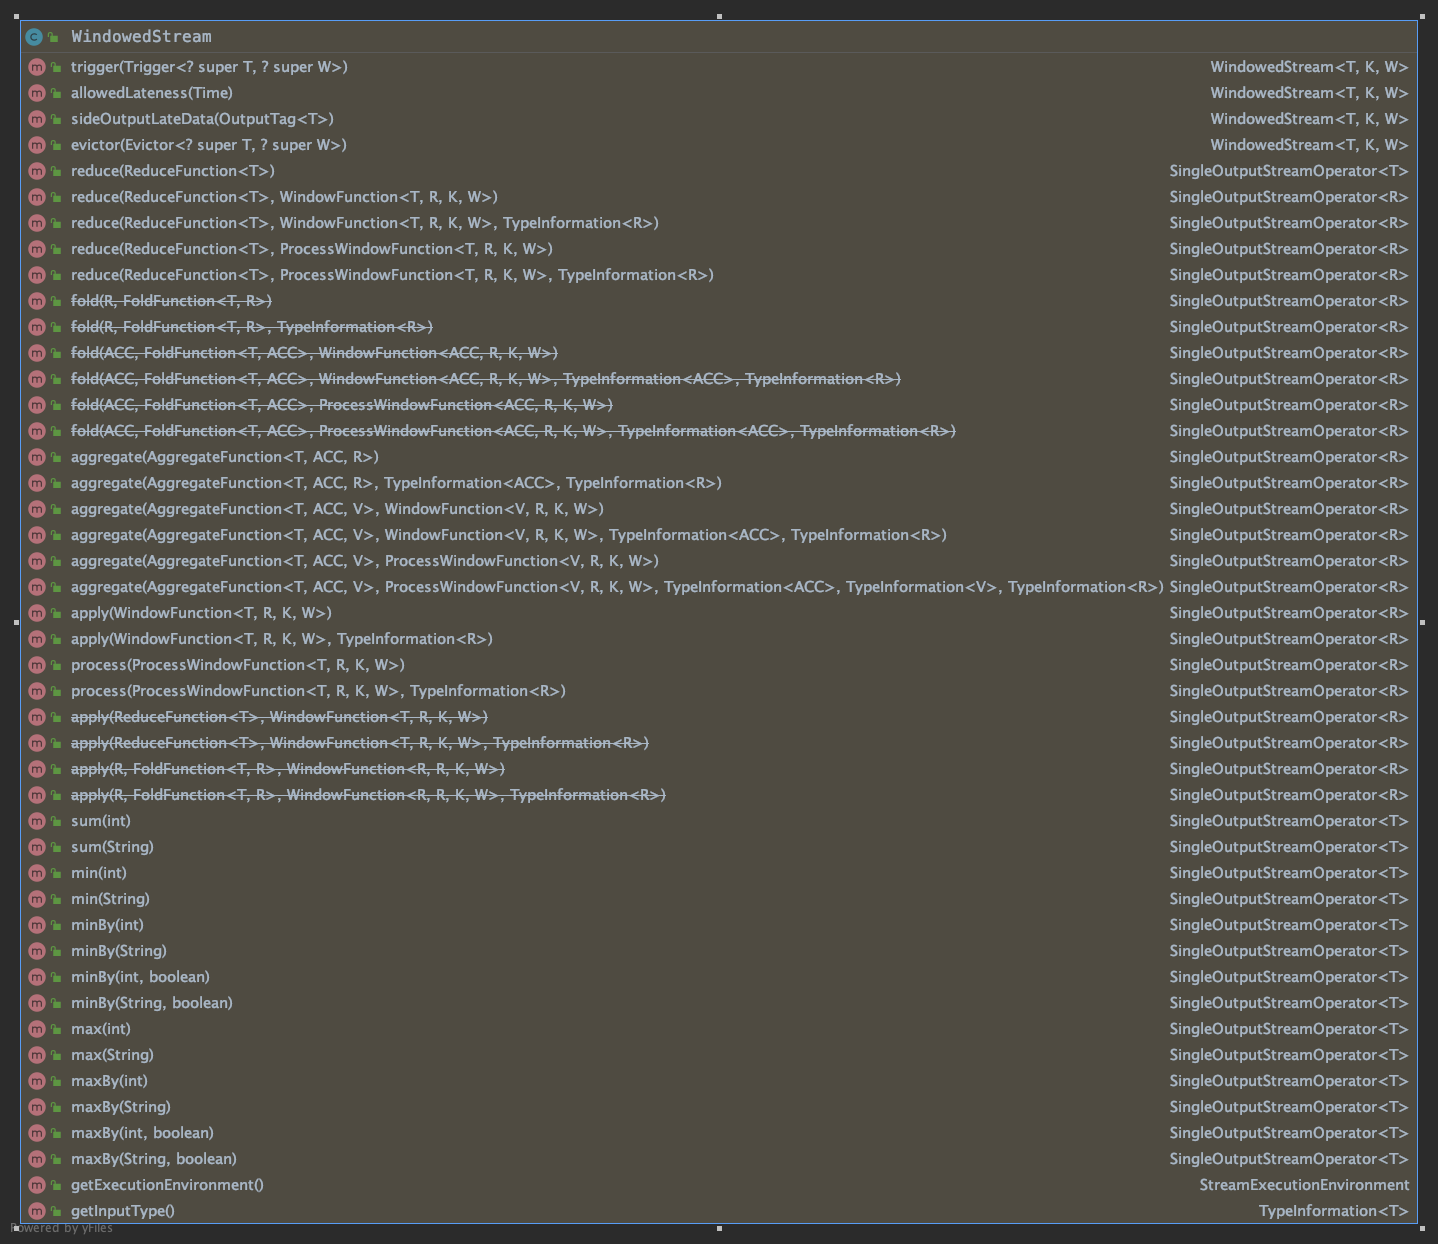 WindowedStream
trigger(Trigger<? super T, ? super W>) WindowedStream<T, K, W>
allowedLateness(Time) WindowedStream<T, K, W>
sideOutputLateData(OutputTag<T>) WindowedStream<T, K, W>
evictor(Evictor<? super T, ? super W>) WindowedStream<T, K, W>
reduce(ReduceFunction<T>) SingleOutputStreamOperator<T>
reduce(ReduceFunction<T>, WindowFunction<T, R, K, W>) SingleOutputStreamOperator<R>
reduce(ReduceFunction<T>, WindowFunction<T, R, K, W>, TypeInformation<R>) SingleOutputStreamOperator<R>
reduce(ReduceFunction<T>, ProcessWindowFunction<T, R, K, W>) SingleOutputStreamOperator<R>
reduce(ReduceFunction<T>, ProcessWindowFunction<T, R, K, W>, TypeInformation<R>) SingleOutputStreamOperator<R>
fold(R, FoldFunction<T, R>) SingleOutputStreamOperator<R>
fold(R, FoldFunction<T, R>, TypeInformation<R>) SingleOutputStreamOperator<R>
fold(ACC, FoldFunction<T, ACC>, WindowFunction<ACC, R, K, W>) SingleOutputStreamOperator<R>
fold(ACC, FoldFunction<T, ACC>, WindowFunction<ACC, R, K, W>, TypeInformation<ACC>, TypeInformation<R>) SingleOutputStreamOperator<R>
fold(ACC, FoldFunction<T, ACC>, ProcessWindowFunction<ACC, R, K, W>) SingleOutputStreamOperator<R>
fold(ACC, FoldFunction<T, ACC>, ProcessWindowFunction<ACC, R, K, W>, TypeInformation<ACC>, TypeInformation<R>) SingleOutputStreamOperator<R>
aggregate(AggregateFunction<T, ACC, R>) SingleOutputStreamOperator<R>
aggregate(AggregateFunction<T, ACC, R>, TypeInformation<ACC>, TypeInformation<R>) SingleOutputStreamOperator<R>
aggregate(AggregateFunction<T, ACC, V>, WindowFunction<V, R, K, W>) SingleOutputStreamOperator<R>
aggregate(AggregateFunction<T, ACC, V>, WindowFunction<V, R, K, W>, TypeInformation<ACC>, TypeInformation<R>) SingleOutputStreamOperator<R>
aggregate(AggregateFunction<T, ACC, V>, ProcessWindowFunction<V, R, K, W>) SingleOutputStreamOperator<R>
aggregate(AggregateFunction<T, ACC, V>, ProcessWindowFunction<V, R, K, W>, TypeInformation<ACC>, TypeInformation<V>, TypeInformation<R>) SingleOutputStreamOperator<R>
apply(WindowFunction<T, R, K, W>) SingleOutputStreamOperator<R>
apply(WindowFunction<T, R, K, W>, TypeInformation<R>) SingleOutputStreamOperator<R>
process(ProcessWindowFunction<T, R, K, W>) SingleOutputStreamOperator<R>
process(ProcessWindowFunction<T, R, K, W>, TypeInformation<R>) SingleOutputStreamOperator<R>
apply(ReduceFunction<T>, WindowFunction<T, R, K, W>) SingleOutputStreamOperator<R>
apply(ReduceFunction<T>, WindowFunction<T, R, K, W>, TypeInformation<R>) SingleOutputStreamOperator<R>
apply(R, FoldFunction<T, R>, WindowFunction<R, R, K, W>) SingleOutputStreamOperator<R>
apply(R, FoldFunction<T, R>, WindowFunction<R, R, K, W>, TypeInformation<R>) SingleOutputStreamOperator<R>
sum(int) SingleOutputStreamOperator<T>
sum(String) SingleOutputStreamOperator<T>
min(int) SingleOutputStreamOperator<T>
min(String) SingleOutputStreamOperator<T>
minBy(int) SingleOutputStreamOperator<T>
minBy(String) SingleOutputStreamOperator<T>
minBy(int, boolean) SingleOutputStreamOperator<T>
minBy(String, boolean) SingleOutputStreamOperator<T>
max(int) SingleOutputStreamOperator<T>
max(String) SingleOutputStreamOperator<T>
maxBy(int) SingleOutputStreamOperator<T>
maxBy(String) SingleOutputStreamOperator<T>
maxBy(int, boolean) SingleOutputStreamOperator<T>
maxBy(String, boolean) SingleOutputStreamOperator<T>
getExecutionEnvironment() StreamExecutionEnvironment
getInputType() TypeInformation<T>
Powered by yFiles